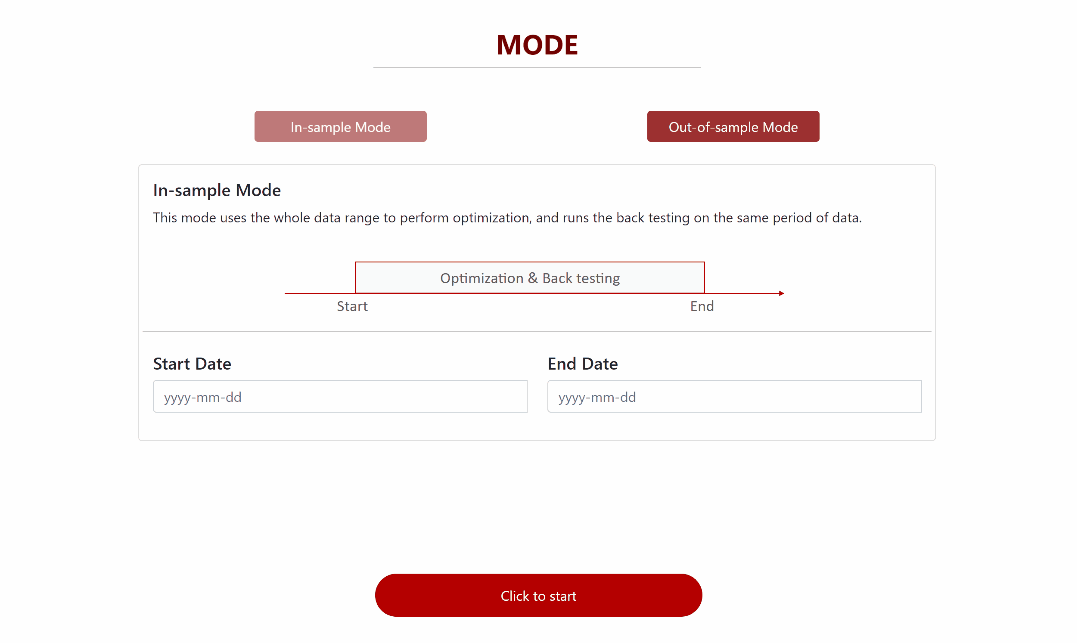 MODE
In-sample Mode
Out-of-sample Mode
In-sample Mode
This mode uses the whole data range to perform optimization, and runs the back testing on the same period of data.
Optimization & Back testing
Start
End
Start Date
End Date
yyyy-mm-dd
yyyy-mm-dd
Click to start